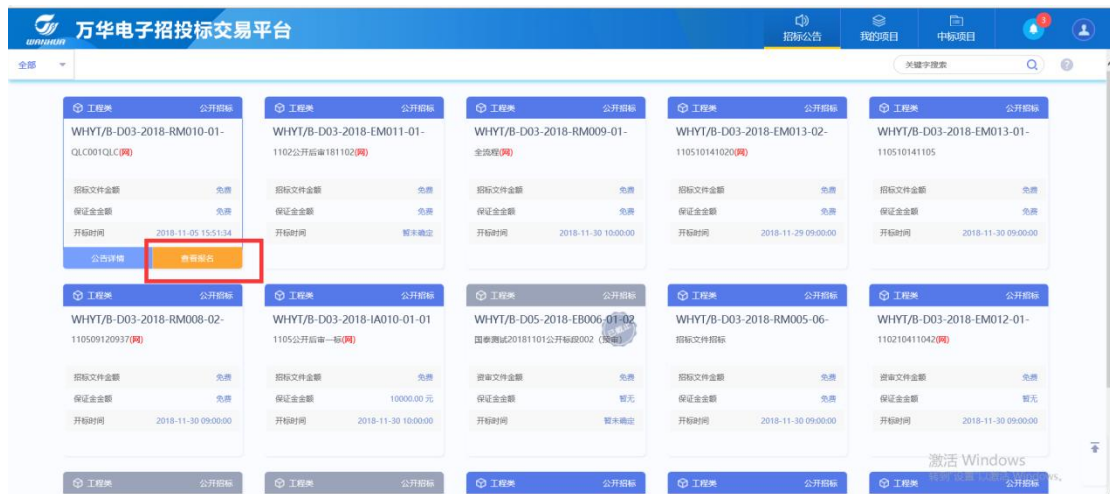 WANHUA 万华电子招投标交易平台 招标公告 我的项目 中标项目 3
全部 关键字搜索
工程类 公开招标 工程类 公开招标 工程类 公开招标 工程类 公开招标 工程类 公开招标
WHYT/B-D03-2018-RM010-01- WHYT/B-D03-2018-EM011-01- WHYT/B-D03-2018-RM009-01- WHYT/B-D03-2018-EM013-02- WHYT/B-D03-2018-EM013-01-
QLC001QLC(网) 1102公开后审181102(网) 全流程(网) 110510141020(网) 110510141105
招标文件金额 免费 招标文件金额 免费 招标文件金额 免费 招标文件金额 免费 招标文件金额 免费
保证金金额 免费 保证金金额 免费 保证金金额 免费 保证金金额 免费 保证金金额 免费
开标时间 2018-11-05 15:51:34 开标时间 暂未确定 开标时间 2018-11-30 10:00:00 开标时间 2018-11-29 09:00:00 开标时间 2018-11-30 09:00:00
公告详情 查看报名
工程类 公开招标 工程类 公开招标 工程类 公开招标 工程类 公开招标 工程类 公开招标
WHYT/B-D03-2018-RM008-02- WHYT/B-D03-2018-IA010-01-01 WHYT/B-D05-2018-EB006-01-02 WHYT/B-D03-2018-RM005-06- WHYT/B-D03-2018-EM012-01-
110509120937(网) 1105公开后审一标(网) 国泰测试20181101公开标段002（预审） 招标文件招标 110210411042(网)
招标文件金额 免费 招标文件金额 免费 资审文件金额 免费 招标文件金额 免费 资审文件金额 免费
保证金金额 免费 保证金金额 10000.00 元 保证金金额 暂无 保证金金额 免费 保证金金额 暂无
开标时间 2018-11-30 09:00:00 开标时间 2018-11-30 10:00:00 开标时间 暂未确定 开标时间 2018-11-30 09:00:00 开标时间 2018-11-30 09:00:00
激活 Windows
工程类 公开招标 工程类 公开招标 工程类 公开招标 工程类 公开招标 工程类 公开招标